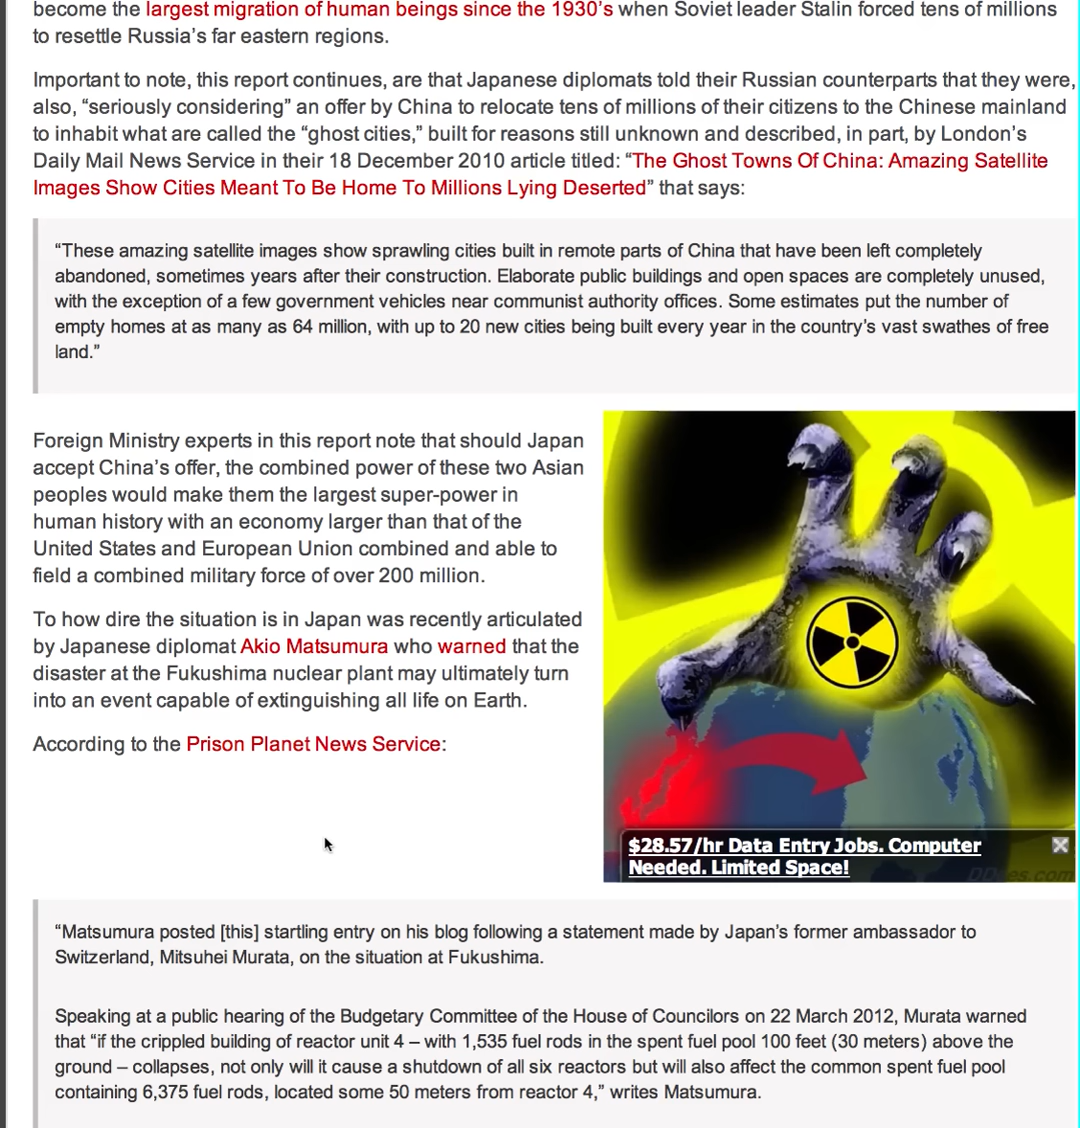 become the largest migration of human beings since the 1930's when Soviet leader Stalin forced tens of millions
to resettle Russia's far eastern regions.
Important to note, this report continues, are that Japanese diplomats told their Russian counterparts that they were,
also, “seriously considering” an offer by China to relocate tens of millions of their citizens to the Chinese mainland
to inhabit what are called the “ghost cities,” built for reasons still unknown and described, in part, by London's
Daily Mail News Service in their 18 December 2010 article titled: “The Ghost Towns Of China: Amazing Satellite
Images Show Cities Meant To Be Home To Millions Lying Deserted” that says:
“These amazing satellite images show sprawling cities built in remote parts of China that have been left completely
abandoned, sometimes years after their construction. Elaborate public buildings and open spaces are completely unused,
with the exception of a few government vehicles near communist authority offices. Some estimates put the number of
empty homes at as many as 64 million, with up to 20 new cities being built every year in the country's vast swathes of free
land.”
Foreign Ministry experts in this report note that should Japan
accept China's offer, the combined power of these two Asian
peoples would make them the largest super-power in
human history with an economy larger than that of the
United States and European Union combined and able to
field a combined military force of over 200 million.
To how dire the situation is in Japan was recently articulated
by Japanese diplomat Akio Matsumura who warned that the
disaster at the Fukushima nuclear plant may ultimately turn
into an event capable of extinguishing all life on Earth.
According to the Prison Planet News Service:
$28.57/hr Data Entry Jobs. Computer
Needed. Limited Space!
“Matsumura posted [this] startling entry on his blog following a statement made by Japan's former ambassador to
Switzerland, Mitsuhei Murata, on the situation at Fukushima.
Speaking at a public hearing of the Budgetary Committee of the House of Councilors on 22 March 2012, Murata warned
that “if the crippled building of reactor unit 4 – with 1,535 fuel rods in the spent fuel pool 100 feet (30 meters) above the
ground – collapses, not only will it cause a shutdown of all six reactors but will also affect the common spent fuel pool
containing 6,375 fuel rods, located some 50 meters from reactor 4,” writes Matsumura.